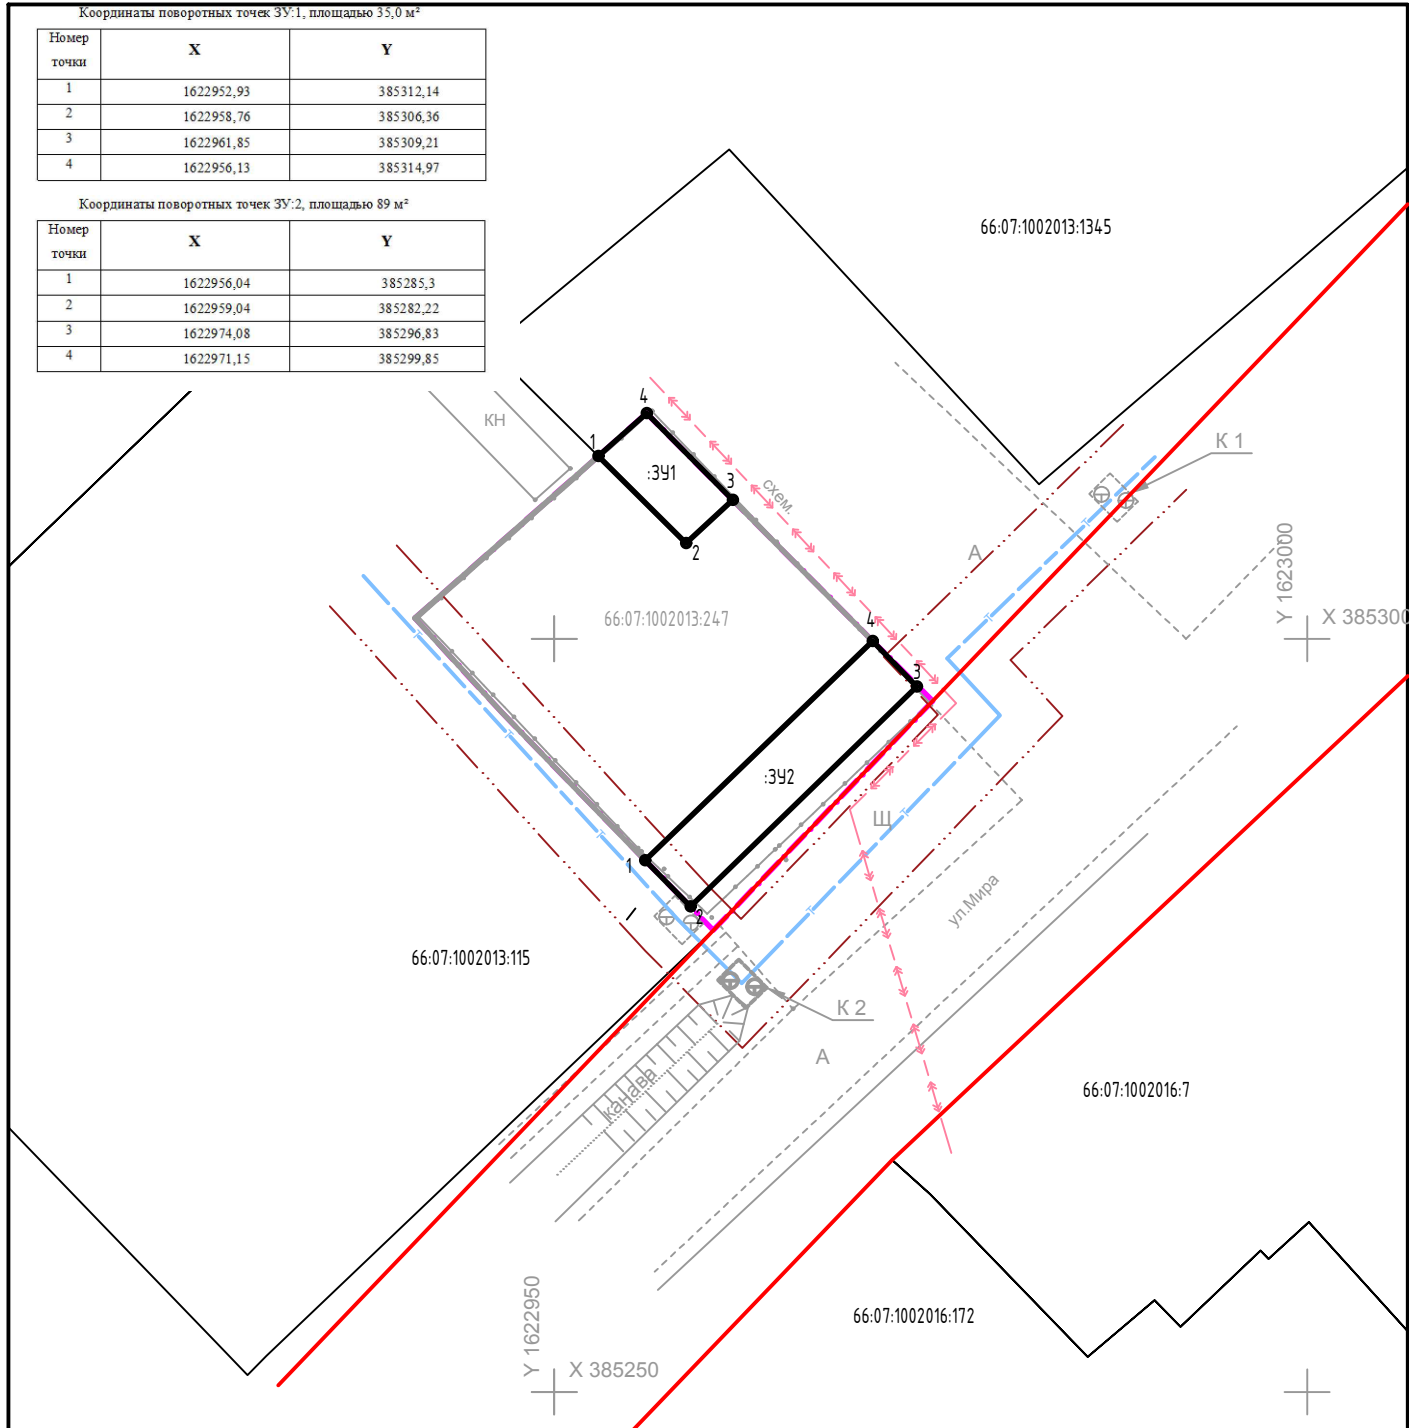 Координаты поворотных точек ЗУ:1, площадью 35,0 м²
Номер точки X Y
1 1622952,93 385312,14
2 1622958,76 385306,36
3 1622961,85 385309,21
4 1622956,13 385314,97
Координаты поворотных точек ЗУ:2, площадью 89 м²
Номер точки X Y
1 1622956,04 385285,3
2 1622959,04 385282,22
3 1622974,08 385296,83
4 1622971,15 385299,85
66:07:1002013:1345
КН
4
1
:ЗУ1
3
2
схем.
К 1
А
Y 1623000
X 385300
66:07:1002013:247
4
3
:ЗУ2
1
2
Щ
ул.Мира
66:07:1002013:115
К 2
А
канава
66:07:1002016:7
66:07:1002016:172
Y 1622950
X 385250